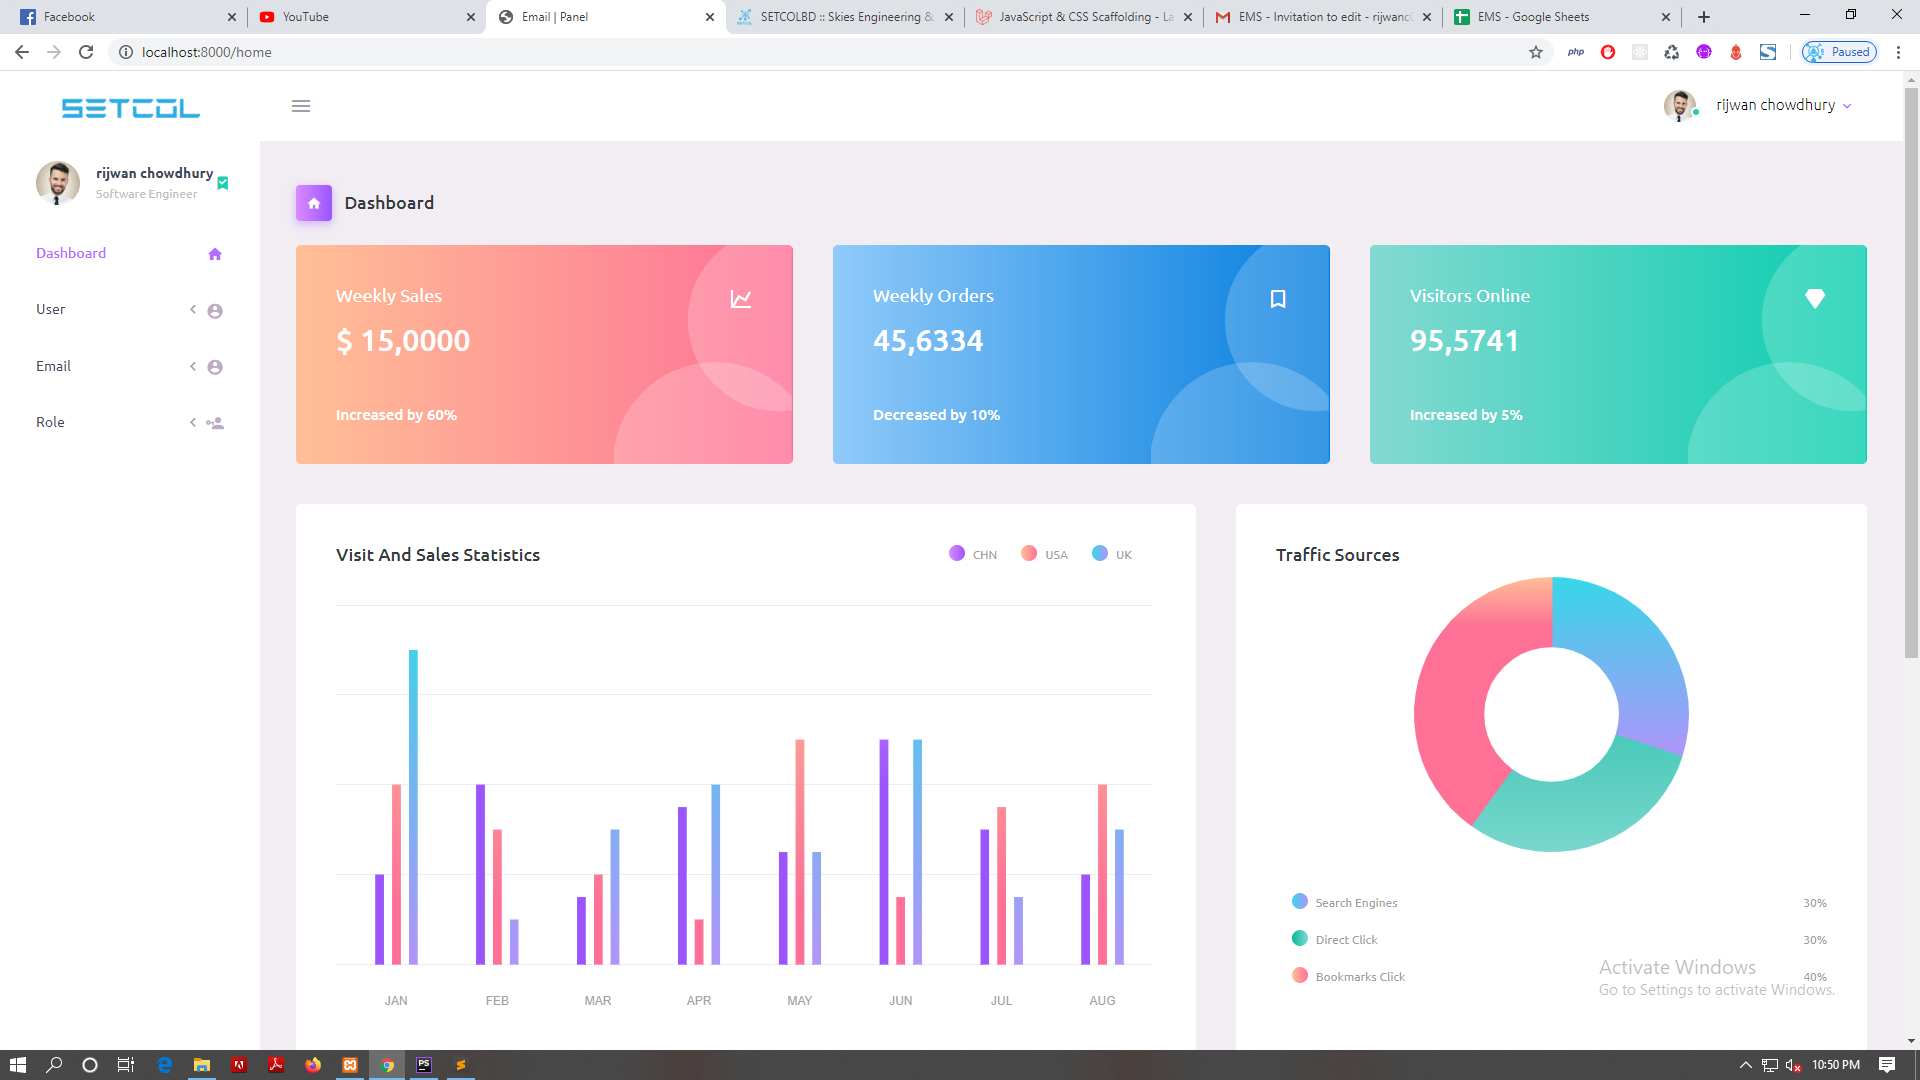 Facebook
YouTube
Email | Panel
SETCOLBD :: Skies Engineering &
JavaScript & CSS Scaffolding - La
EMS - Invitation to edit - rijwanc
EMS - Google Sheets
localhost:8000/home
php
Paused
SETCOL
rijwan chowdhury
rijwan chowdhury
Software Engineer
Dashboard
User
Email
Role
Dashboard
Weekly Sales
$ 15,0000
Increased by 60%
Weekly Orders
45,6334
Decreased by 10%
Visitors Online
95,5741
Increased by 5%
Visit And Sales Statistics
CHN
USA
UK
JAN
FEB
MAR
APR
MAY
JUN
JUL
AUG
Traffic Sources
Search Engines
30%
Direct Click
30%
Bookmarks Click
40%
Activate Windows
Go to Settings to activate Windows.
PS
10:50 PM